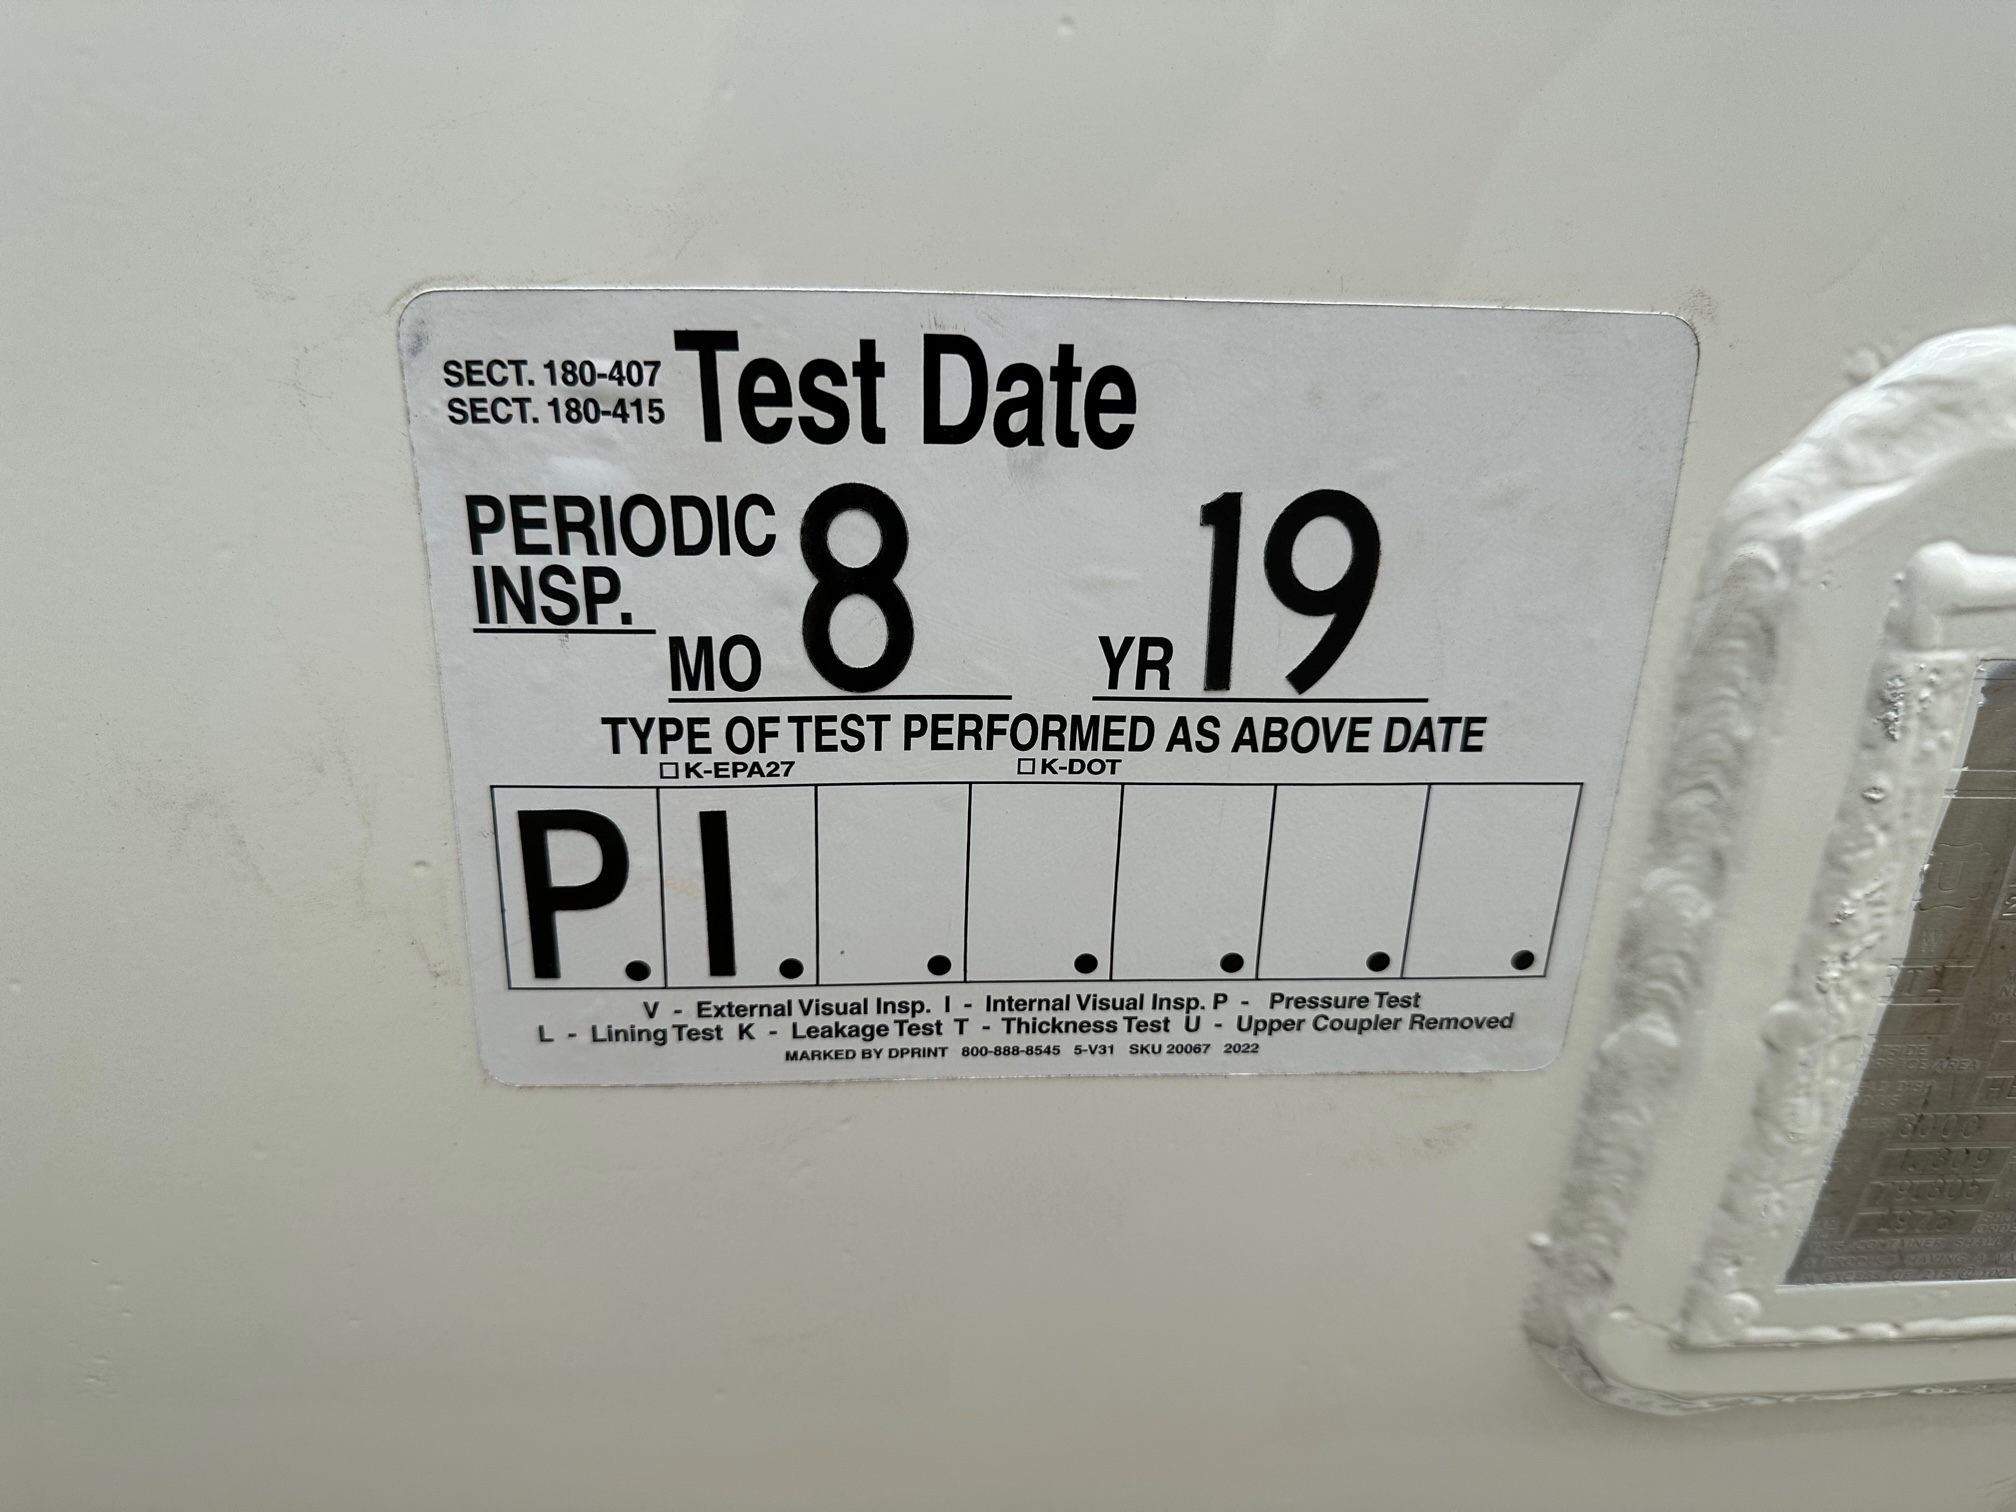 SECT. 180-407
SECT. 180-415
Test Date
PERIODIC
INSP.
MO 8 YR 19
TYPE OF TEST PERFORMED AS ABOVE DATE
☐ K-EPA27 ☐ K-DOT
P. I. . . . . .
V - External Visual Insp. I - Internal Visual Insp. P - Pressure Test
L - Lining Test K - Leakage Test T - Thickness Test U - Upper Coupler Removed
MARKED BY DPRINT 800-888-8545 5-V31 SKU 20067 2022
3000